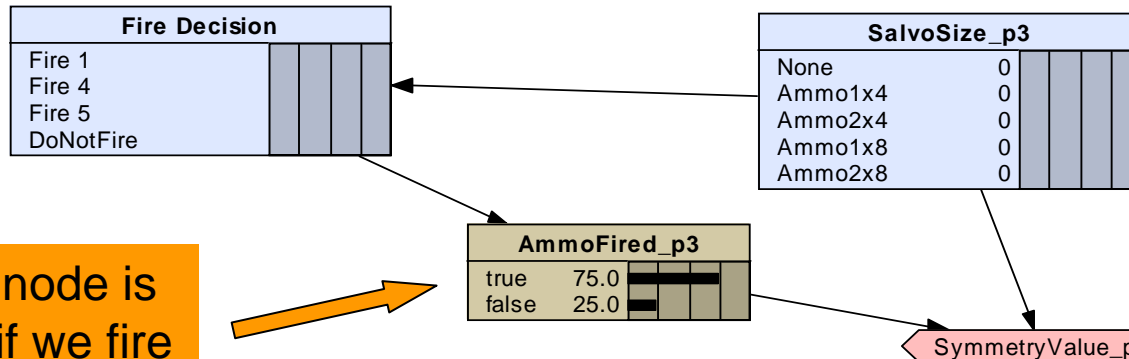 Fire Decision
Fire 1
Fire 4
Fire 5
DoNotFire
SalvoSize_p3
None 0
Ammo1x4 0
Ammo2x4 0
Ammo1x8 0
Ammo2x8 0
AmmoFired_p3
true 75.0
false 25.0
node is
if we fire
SymmetryValue_p